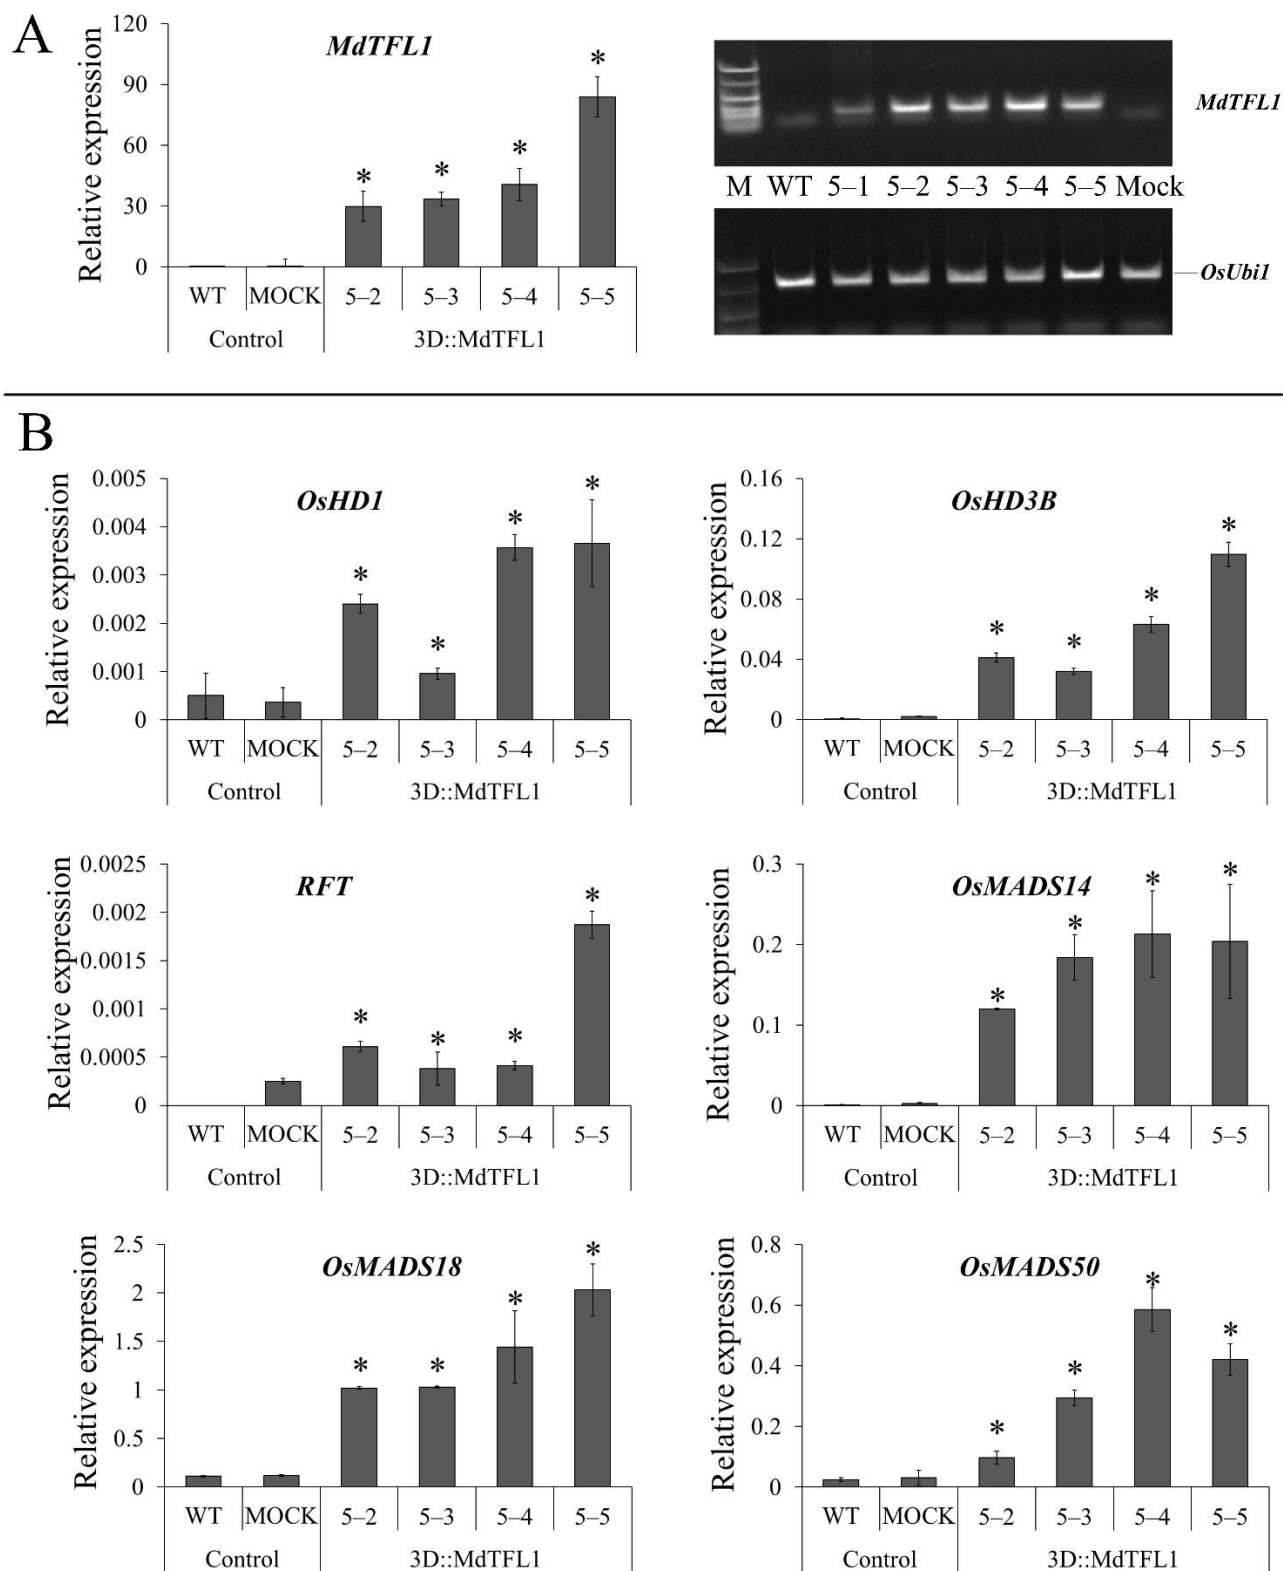 A
MdTFL1
Relative expression
120
90
60
30
0
WT MOCK 5–2 5–3 5–4 5–5
Control 3D::MdTFL1
* * * *
MdTFL1
M WT 5–1 5–2 5–3 5–4 5–5 Mock
OsUbi1
B
OsHD1
Relative expression
0.005
0.004
0.003
0.002
0.001
0
* * * *
WT MOCK 5–2 5–3 5–4 5–5
Control 3D::MdTFL1
OsHD3B
Relative expression
0.16
0.12
0.08
0.04
0
* * * *
WT MOCK 5–2 5–3 5–4 5–5
Control 3D::MdTFL1
RFT
Relative expression
0.0025
0.002
0.0015
0.001
0.0005
0
* * * *
WT MOCK 5–2 5–3 5–4 5–5
Control 3D::MdTFL1
OsMADS14
Relative expression
0.3
0.2
0.1
0
* * * *
WT MOCK 5–2 5–3 5–4 5–5
Control 3D::MdTFL1
OsMADS18
Relative expression
2.5
2
1.5
1
0.5
0
* * * *
WT MOCK 5–2 5–3 5–4 5–5
Control 3D::MdTFL1
OsMADS50
Relative expression
0.8
0.6
0.4
0.2
0
* * * *
WT MOCK 5–2 5–3 5–4 5–5
Control 3D::MdTFL1